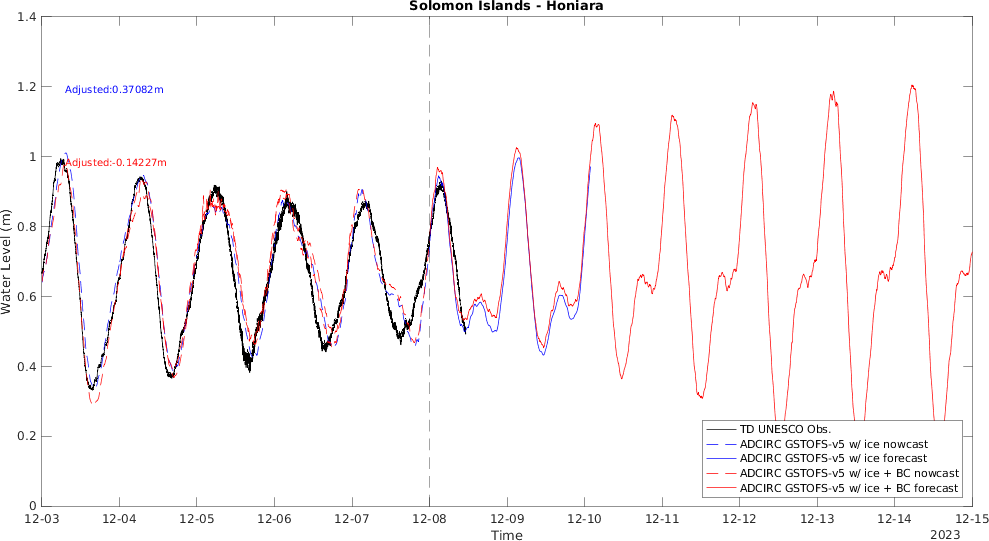 Solomon Islands - Honiara
1.4
1.2
1
0.8
0.6
0.4
0.2
0
Water Level (m)
Adjusted:0.37082m
Adjusted:-0.14227m
TD UNESCO Obs.
ADCIRC GSTOFS-v5 w/ ice nowcast
ADCIRC GSTOFS-v5 w/ ice forecast
ADCIRC GSTOFS-v5 w/ ice + BC nowcast
ADCIRC GSTOFS-v5 w/ ice + BC forecast
12-03 12-04 12-05 12-06 12-07 12-08 12-09 12-10 12-11 12-12 12-13 12-14 12-15
Time
2023